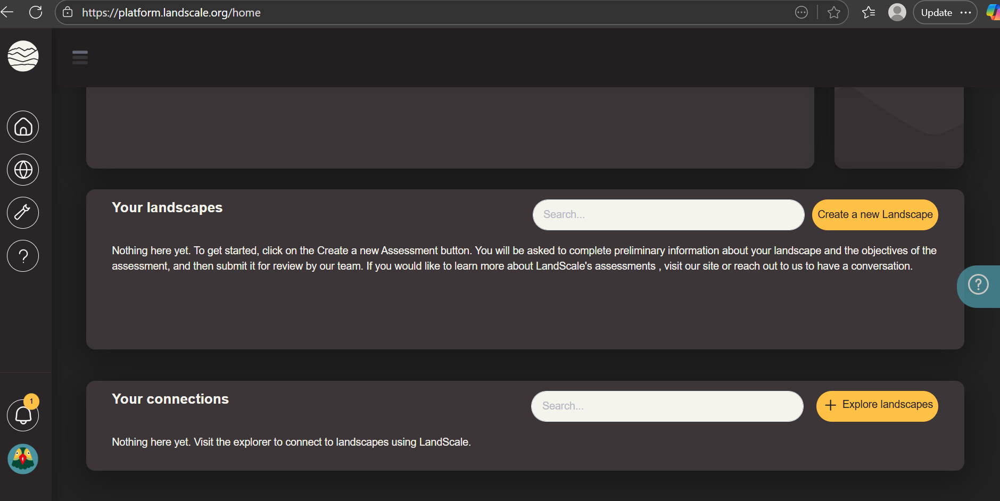 https://platform.landscale.org/home
Update
Your landscapes
Search...
Create a new Landscape
Nothing here yet. To get started, click on the Create a new Assessment button. You will be asked to complete preliminary information about your landscape and the objectives of the
assessment, and then submit it for review by our team. If you would like to learn more about LandScale's assessments , visit our site or reach out to us to have a conversation.
?
?
Your connections
Search...
+ Explore landscapes
1
Nothing here yet. Visit the explorer to connect to landscapes using LandScale.